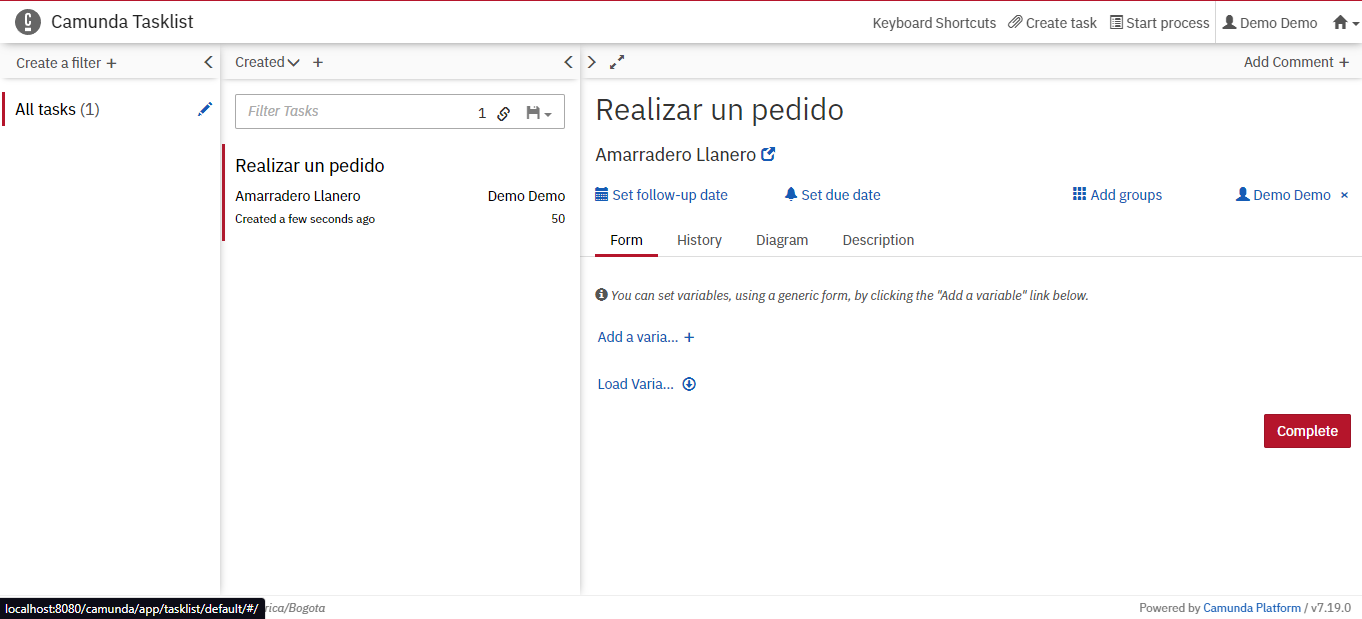 Camunda Tasklist
Keyboard Shortcuts Create task Start process Demo Demo
Create a filter +
Created +
Add Comment +
All tasks (1)
Filter Tasks 1
Realizar un pedido
Amarradero Llanero Demo Demo
Created a few seconds ago 50
Realizar un pedido
Amarradero Llanero
Set follow-up date Set due date Add groups Demo Demo ×
Form History Diagram Description
You can set variables, using a generic form, by clicking the "Add a variable" link below.
Add a varia... +
Load Varia...
Complete
localhost:8080/camunda/app/tasklist/default/#/ rica/Bogota
Powered by Camunda Platform / v7.19.0